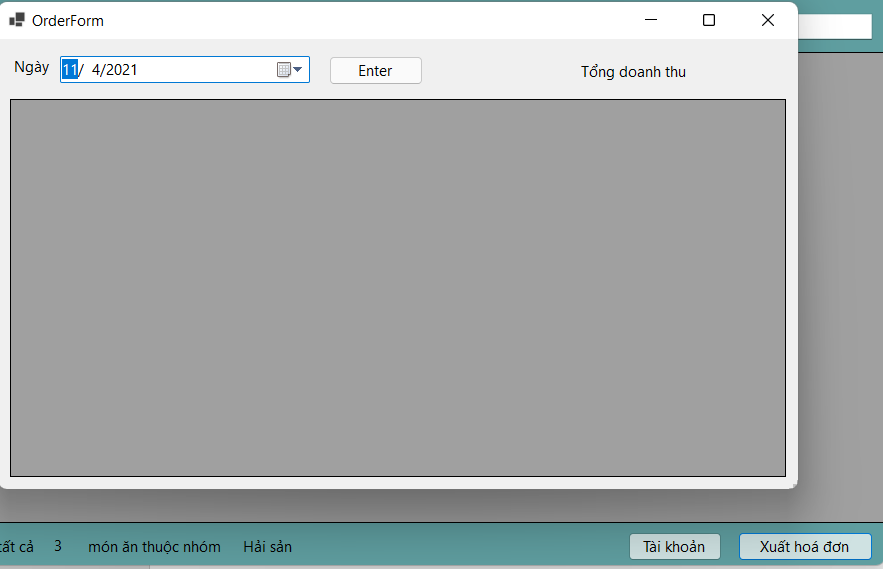 OrderForm
Ngày 11/ 4/2021 Enter Tổng doanh thu
tất cả 3 món ăn thuộc nhóm Hải sản Tài khoản Xuất hoá đơn